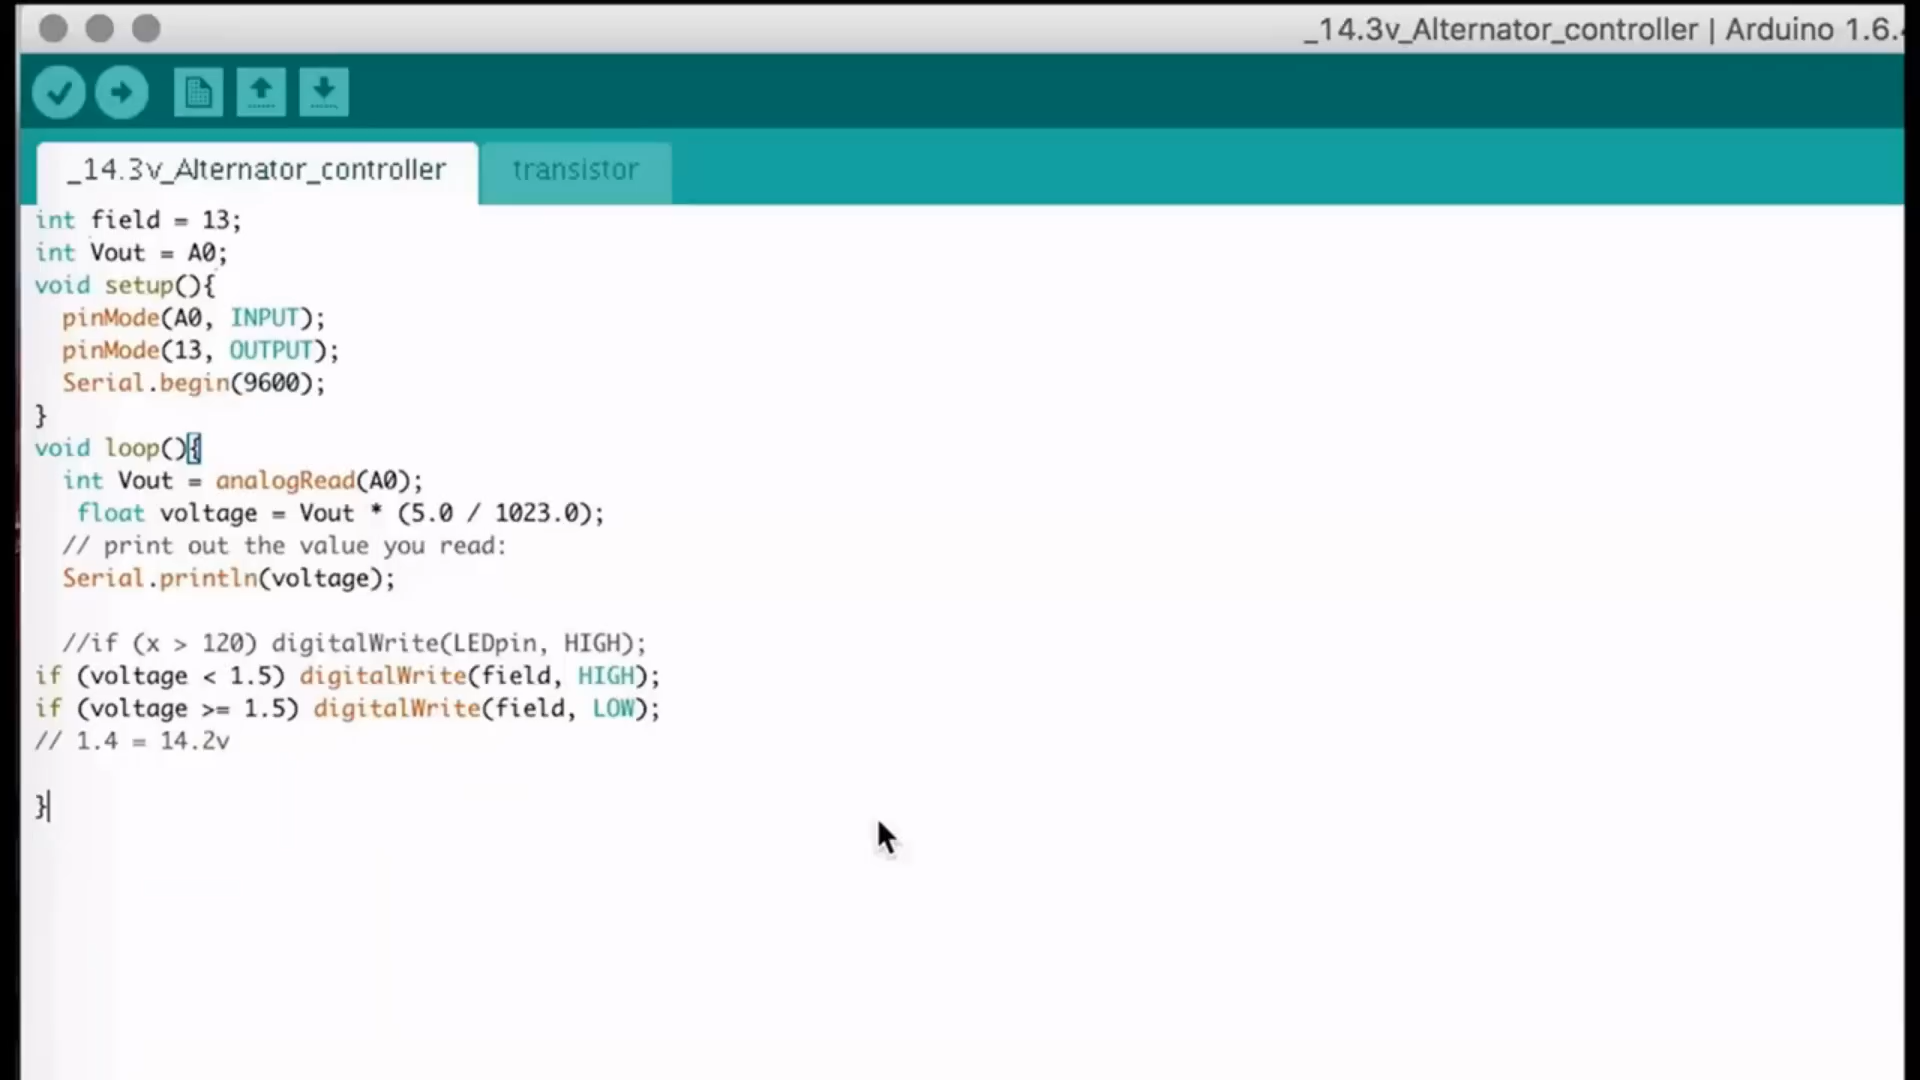 _14.3v_Alternator_controller | Arduino 1.6.
_14.3v_Alternator_controller
transistor
int field = 13;
int Vout = A0;
void setup(){
  pinMode(A0, INPUT);
  pinMode(13, OUTPUT);
  Serial.begin(9600);
}
void loop(){
  int Vout = analogRead(A0);
   float voltage = Vout * (5.0 / 1023.0);
  // print out the value you read:
  Serial.println(voltage);
  //if (x > 120) digitalWrite(LEDpin, HIGH);
if (voltage < 1.5) digitalWrite(field, HIGH);
if (voltage >= 1.5) digitalWrite(field, LOW);
// 1.4 = 14.2v
}